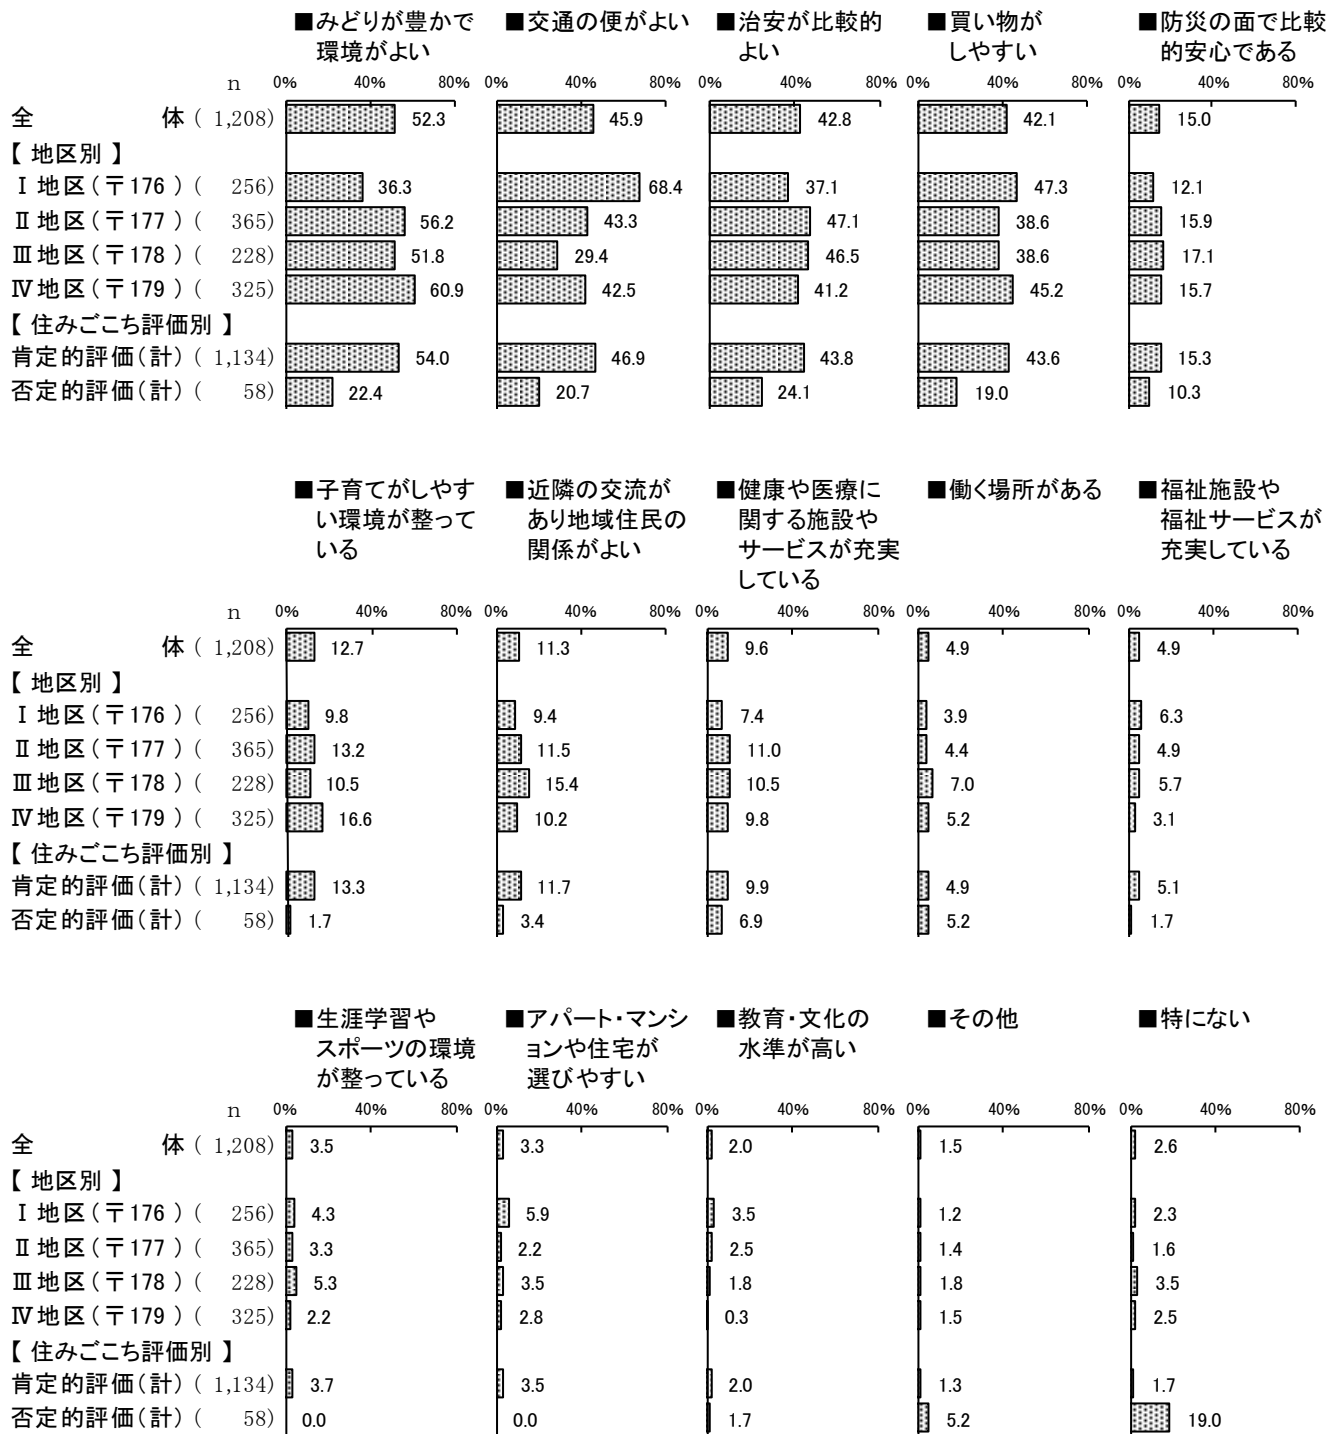 ■みどりが豊かで
環境がよい
■交通の便がよい
■治安が比較的
よい
■買い物が
しやすい
■防災の面で比較
的安心である
n 0% 40% 80% 0% 40% 80% 0% 40% 80% 0% 40% 80% 0% 40% 80%
全 体 ( 1,208) 52.3 45.9 42.8 42.1 15.0
【 地区別 】
Ⅰ地区(〒176 ) ( 256) 36.3 68.4 37.1 47.3 12.1
Ⅱ地区(〒177 ) ( 365) 56.2 43.3 47.1 38.6 15.9
Ⅲ地区(〒178 ) ( 228) 51.8 29.4 46.5 38.6 17.1
Ⅳ地区(〒179 ) ( 325) 60.9 42.5 41.2 45.2 15.7
【 住みごこち評価別 】
肯定的評価(計) ( 1,134) 54.0 46.9 43.8 43.6 15.3
否定的評価(計) ( 58) 22.4 20.7 24.1 19.0 10.3
■子育てがしやす
い環境が整って
いる
■近隣の交流が
あり地域住民の
関係がよい
■健康や医療に
関する施設や
サービスが充実
している
■働く場所がある
■福祉施設や
福祉サービスが
充実している
n 0% 40% 80% 0% 40% 80% 0% 40% 80% 0% 40% 80% 0% 40% 80%
全 体 ( 1,208) 12.7 11.3 9.6 4.9 4.9
【 地区別 】
Ⅰ地区(〒176 ) ( 256) 9.8 9.4 7.4 3.9 6.3
Ⅱ地区(〒177 ) ( 365) 13.2 11.5 11.0 4.4 4.9
Ⅲ地区(〒178 ) ( 228) 10.5 15.4 10.5 7.0 5.7
Ⅳ地区(〒179 ) ( 325) 16.6 10.2 9.8 5.2 3.1
【 住みごこち評価別 】
肯定的評価(計) ( 1,134) 13.3 11.7 9.9 4.9 5.1
否定的評価(計) ( 58) 1.7 3.4 6.9 5.2 1.7
■生涯学習や
スポーツの環境
が整っている
■アパート・マンシ
ョンや住宅が
選びやすい
■教育・文化の
水準が高い
■その他
■特にない
n 0% 40% 80% 0% 40% 80% 0% 40% 80% 0% 40% 80% 0% 40% 80%
全 体 ( 1,208) 3.5 3.3 2.0 1.5 2.6
【 地区別 】
Ⅰ地区(〒176 ) ( 256) 4.3 5.9 3.5 1.2 2.3
Ⅱ地区(〒177 ) ( 365) 3.3 2.2 2.5 1.4 1.6
Ⅲ地区(〒178 ) ( 228) 5.3 3.5 1.8 1.8 3.5
Ⅳ地区(〒179 ) ( 325) 2.2 2.8 0.3 1.5 2.5
【 住みごこち評価別 】
肯定的評価(計) ( 1,134) 3.7 3.5 2.0 1.3 1.7
否定的評価(計) ( 58) 0.0 0.0 1.7 5.2 19.0